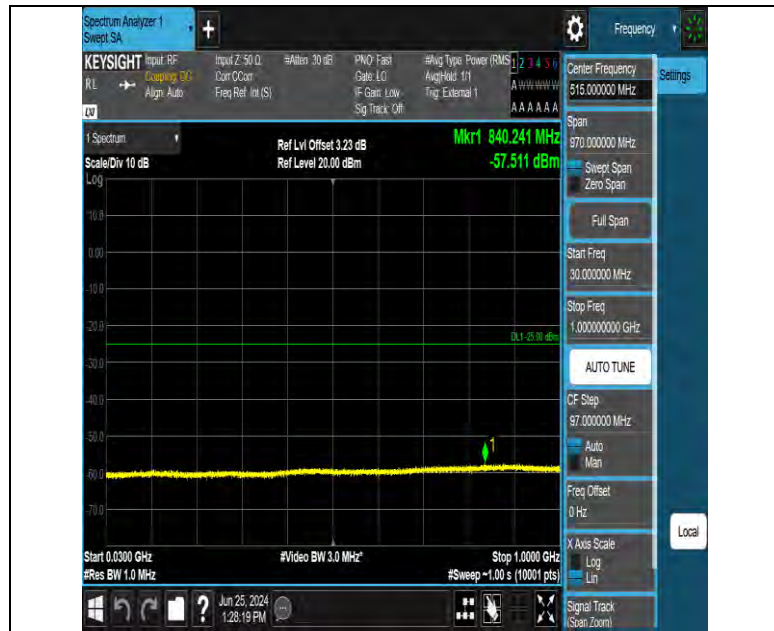 Spectrum Analyzer 1
Swept SA
+
Frequency
KEYSIGHT
RL
LXI
Input: RF
Coupling: DC
Align: Auto
Input Z: 50 Ω
Corr CCorr
Freq Ref: Int (S)
#Atten: 30 dB
PNO: Fast
Gate: LO
IF Gain: Low
Sig Track: Off
#Avg Type: Power (RMS
Avg|Hold: 1/1
Trig: External 1
1 2 3 4 5 6
A W W W W W
A A A A A A
1 Spectrum
Scale/Div 10 dB
Log
Ref Lvl Offset 3.23 dB
Ref Level 20.00 dBm
Mkr1 840.241 MHz
-57.511 dBm
10.0
0.00
-10.0
-20.0
DL1 -25.00 dBm
-30.0
-40.0
-50.0
1
-60.0
-70.0
Start 0.0300 GHz
#Res BW 1.0 MHz
#Video BW 3.0 MHz*
Stop 1.0000 GHz
#Sweep ~1.00 s (10001 pts)
?
Jun 25, 2024
1:28:19 PM
Center Frequency
515.000000 MHz
Settings
Span
970.000000 MHz
Swept Span
Zero Span
Full Span
Start Freq
30.000000 MHz
Stop Freq
1.000000000 GHz
AUTO TUNE
CF Step
97.000000 MHz
Auto
Man
Freq Offset
0 Hz
X Axis Scale
Log
Lin
Local
Signal Track
(Span Zoom)